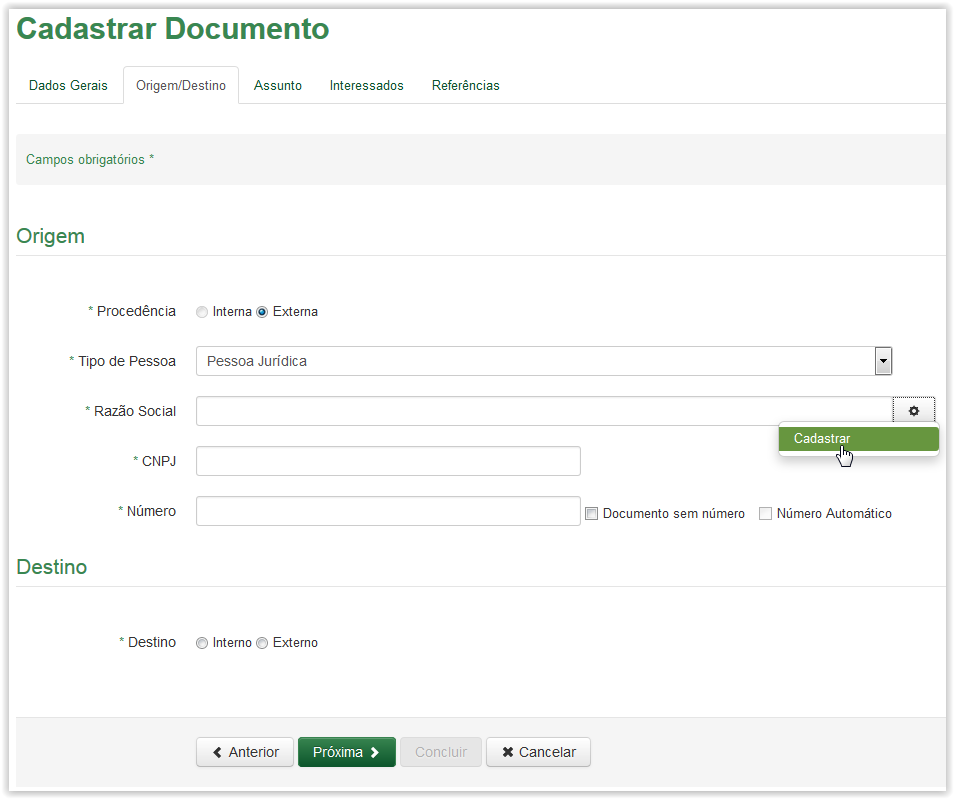 Cadastrar Documento
Dados Gerais Origem/Destino Assunto Interessados Referências
Campos obrigatórios *
Origem
* Procedência Interna Externa
* Tipo de Pessoa Pessoa Jurídica
* Razão Social
Cadastrar
* CNPJ
* Número Documento sem número Número Automático
Destino
* Destino Interno Externo
Anterior Próxima Concluir Cancelar